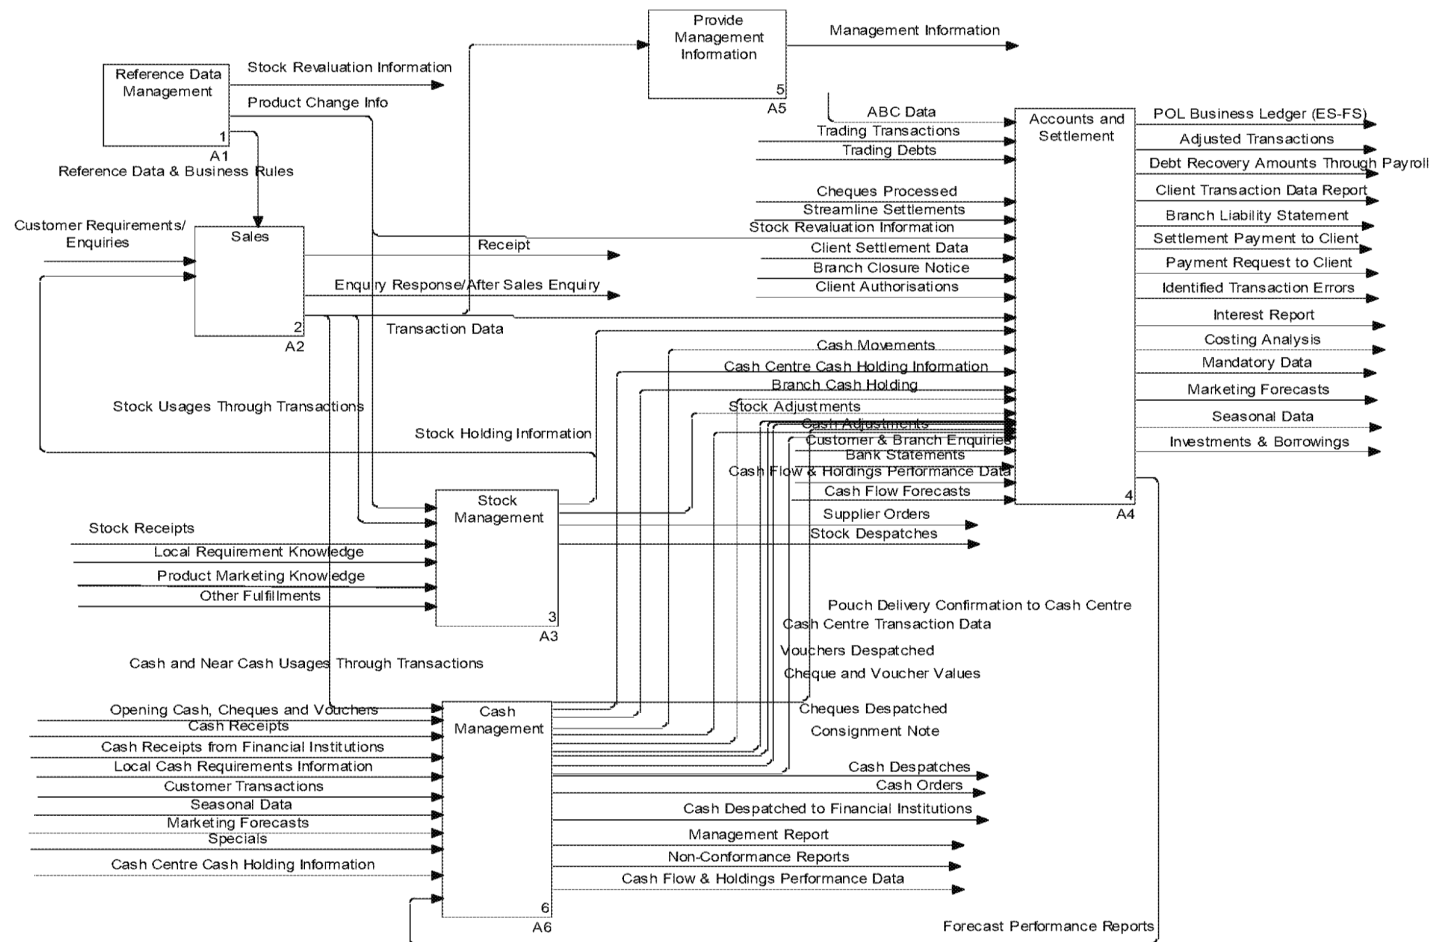 Provide
Management
Information
5
A5
Management Information
Reference Data
Management
1
A1
Stock Revaluation Information
Product Change Info
Reference Data & Business Rules
Customer Requirements/
Enquiries
Sales
2
A2
Receipt
Enquiry Response/After Sales Enquiry
Transaction Data
ABC Data
Trading Transactions
Trading Debts
Cheques Processed
Streamline Settlements
Stock Revaluation Information
Client Settlement Data
Branch Closure Notice
Client Authorisations
Cash Movements
Cash Centre Cash Holding Information
Branch Cash Holding
Stock Adjustments
Cash Adjustments
Customer & Branch Enquiries
Bank Statements
Cash Flow & Holdings Performance Data
Cash Flow Forecasts
Accounts and
Settlement
4
A4
POL Business Ledger (ES-FS)
Adjusted Transactions
Debt Recovery Amounts Through Payroll
Client Transaction Data Report
Branch Liability Statement
Settlement Payment to Client
Payment Request to Client
Identified Transaction Errors
Interest Report
Costing Analysis
Mandatory Data
Marketing Forecasts
Seasonal Data
Investments & Borrowings
Stock Usages Through Transactions
Stock Holding Information
Stock
Management
3
A3
Stock Receipts
Local Requirement Knowledge
Product Marketing Knowledge
Other Fulfillments
Supplier Orders
Stock Despatches
Pouch Delivery Confirmation to Cash Centre
Cash Centre Transaction Data
Vouchers Despatched
Cheque and Voucher Values
Cheques Despatched
Consignment Note
Cash and Near Cash Usages Through Transactions
Cash
Management
6
A6
Opening Cash, Cheques and Vouchers
Cash Receipts
Cash Receipts from Financial Institutions
Local Cash Requirements Information
Customer Transactions
Seasonal Data
Marketing Forecasts
Specials
Cash Centre Cash Holding Information
Cash Despatches
Cash Orders
Cash Despatched to Financial Institutions
Management Report
Non-Conformance Reports
Cash Flow & Holdings Performance Data
Forecast Performance Reports